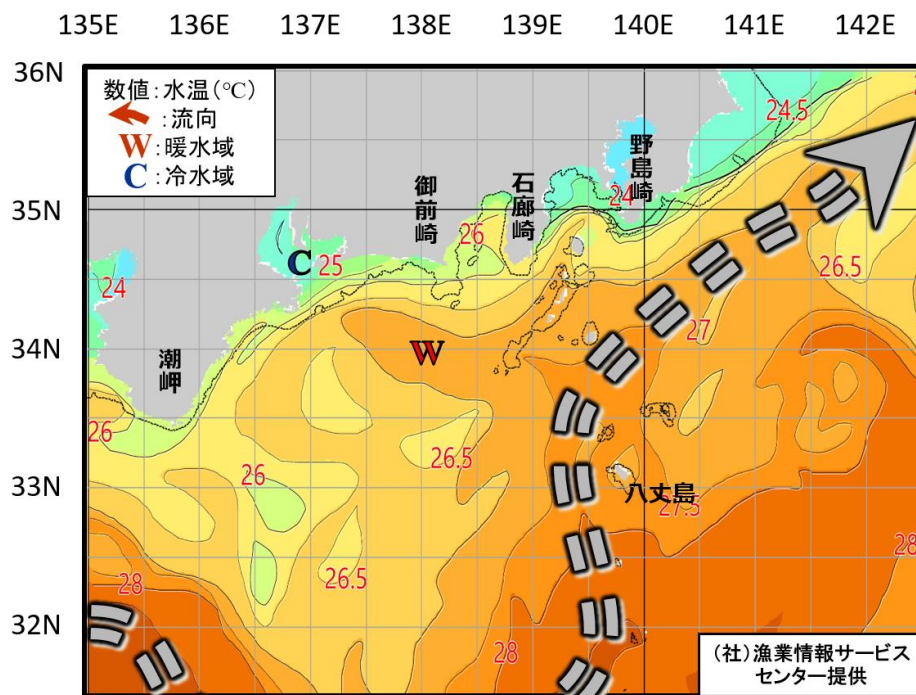 135E 136E 137E 138E 139E 140E 141E 142E
36N
数値:水温(℃)
:流向
W:暖水域
C:冷水域
24.5
野島崎
石廊崎
御前崎
35N
24
26
C
25
24
26.5
27
34N
W
潮岬
26
26.5
26
33N
八丈島
27.5
26.5
28
28
32N
28
(社)漁業情報サービス
センター提供